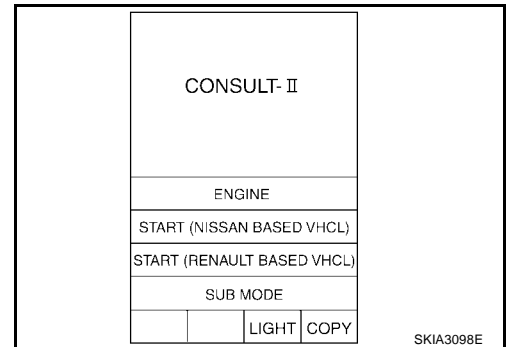 CONSULT-Ⅱ
ENGINE
START (NISSAN BASED VHCL)
START (RENAULT BASED VHCL)
SUB MODE
LIGHT COPY
SKIA3098E